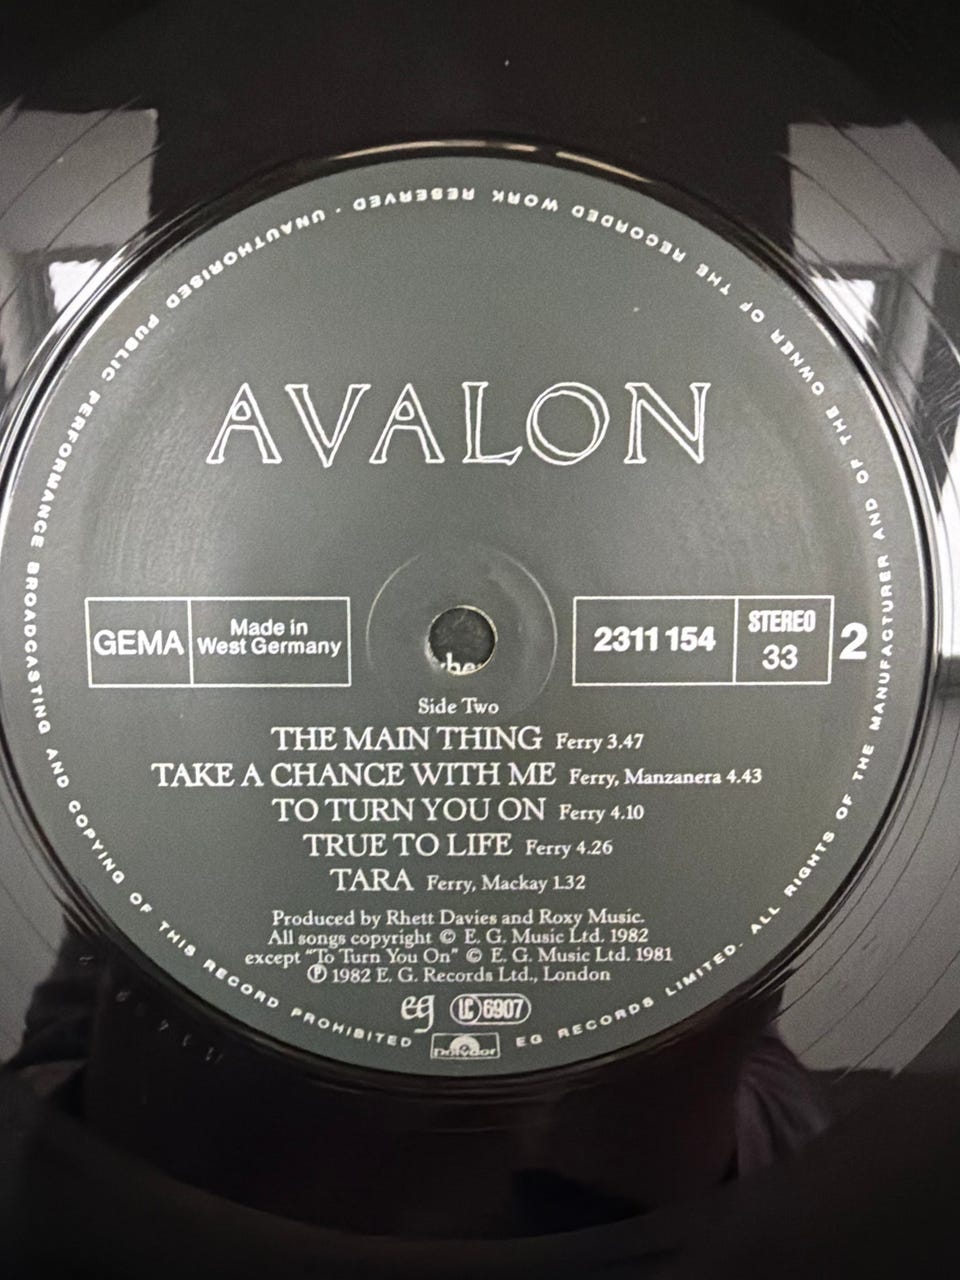 AVALON
GEMA
Made in
West Germany
2311 154
STEREO
33
2
Side Two
THE MAIN THING Ferry 3.47
TAKE A CHANCE WITH ME Ferry, Manzanera 4.43
TO TURN YOU ON Ferry 4.10
TRUE TO LIFE Ferry 4.26
TARA Ferry, Mackay 1.32
Produced by Rhett Davies and Roxy Music.
All songs copyright © E. G. Music Ltd. 1982
except "To Turn You On" © E. G. Music Ltd. 1981
℗ 1982 E. G. Records Ltd., London
eg LC 6907
Polydor
EG RECORDS LIMITED. ALL RIGHTS OF THE MANUFACTURER AND OF THE OWNER OF THE RECORDED WORK RESERVED · UNAUTHORISED PUBLIC PERFORMANCE BROADCASTING AND COPYING OF THIS RECORD PROHIBITED